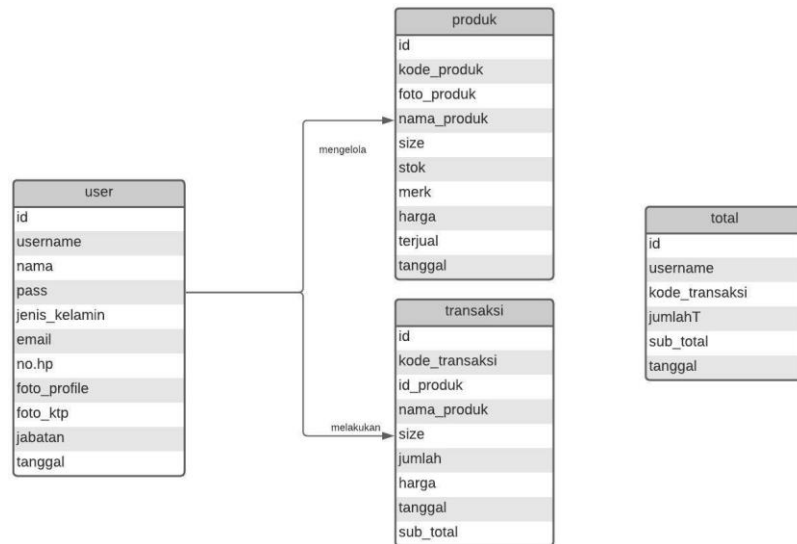 user
id
username
nama
pass
jenis_kelamin
email
no.hp
foto_profile
foto_ktp
jabatan
tanggal
mengelola
melakukan
produk
id
kode_produk
foto_produk
nama_produk
size
stok
merk
harga
terjual
tanggal
transaksi
id
kode_transaksi
id_produk
nama_produk
size
jumlah
harga
tanggal
sub_total
total
id
username
kode_transaksi
jumlahT
sub_total
tanggal